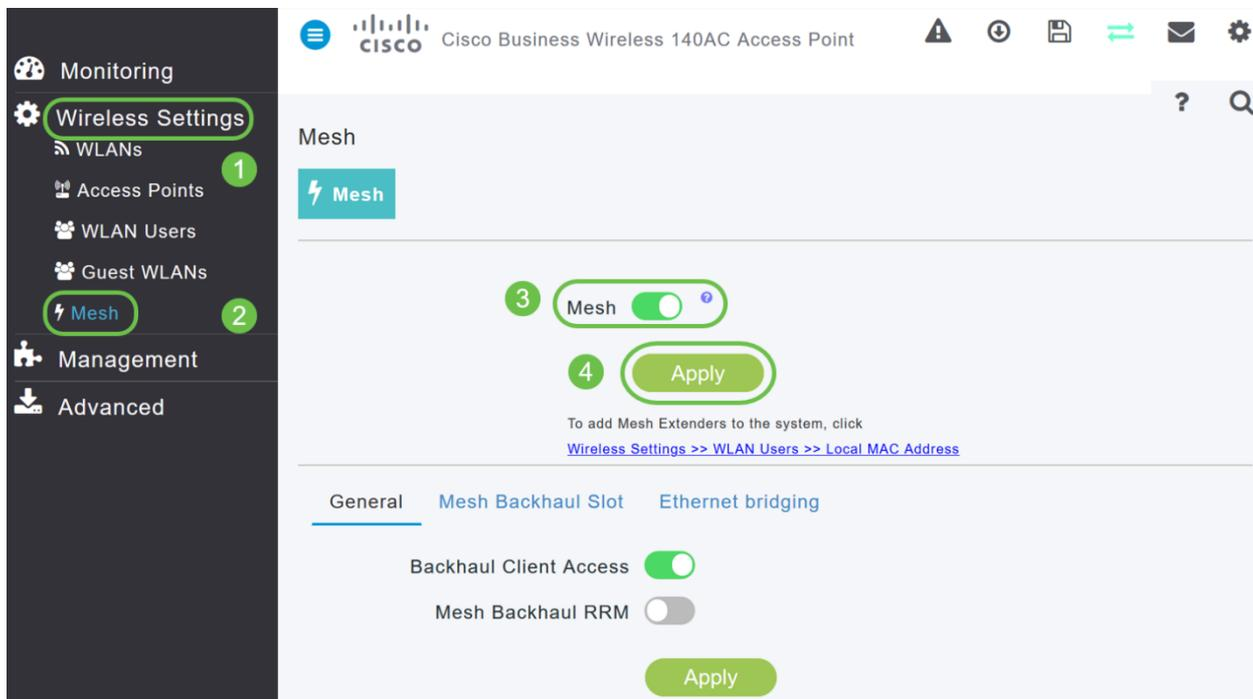 CISCO Cisco Business Wireless 140AC Access Point
Monitoring
Wireless Settings
WLANs
1
Access Points
WLAN Users
Guest WLANs
Mesh
2
Management
Advanced
?
Mesh
Mesh
3 Mesh ?
4 Apply
To add Mesh Extenders to the system, click
Wireless Settings >> WLAN Users >> Local MAC Address
General Mesh Backhaul Slot Ethernet bridging
Backhaul Client Access
Mesh Backhaul RRM
Apply